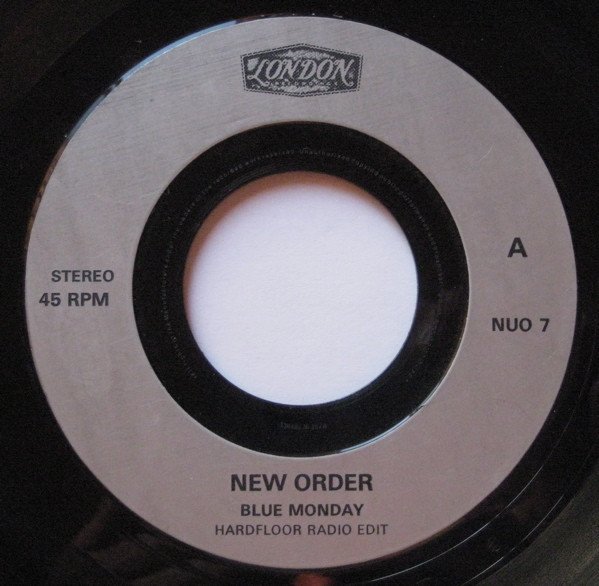 LONDON
STEREO
45 RPM
A
NUO 7
NEW ORDER
BLUE MONDAY
HARDFLOOR RADIO EDIT